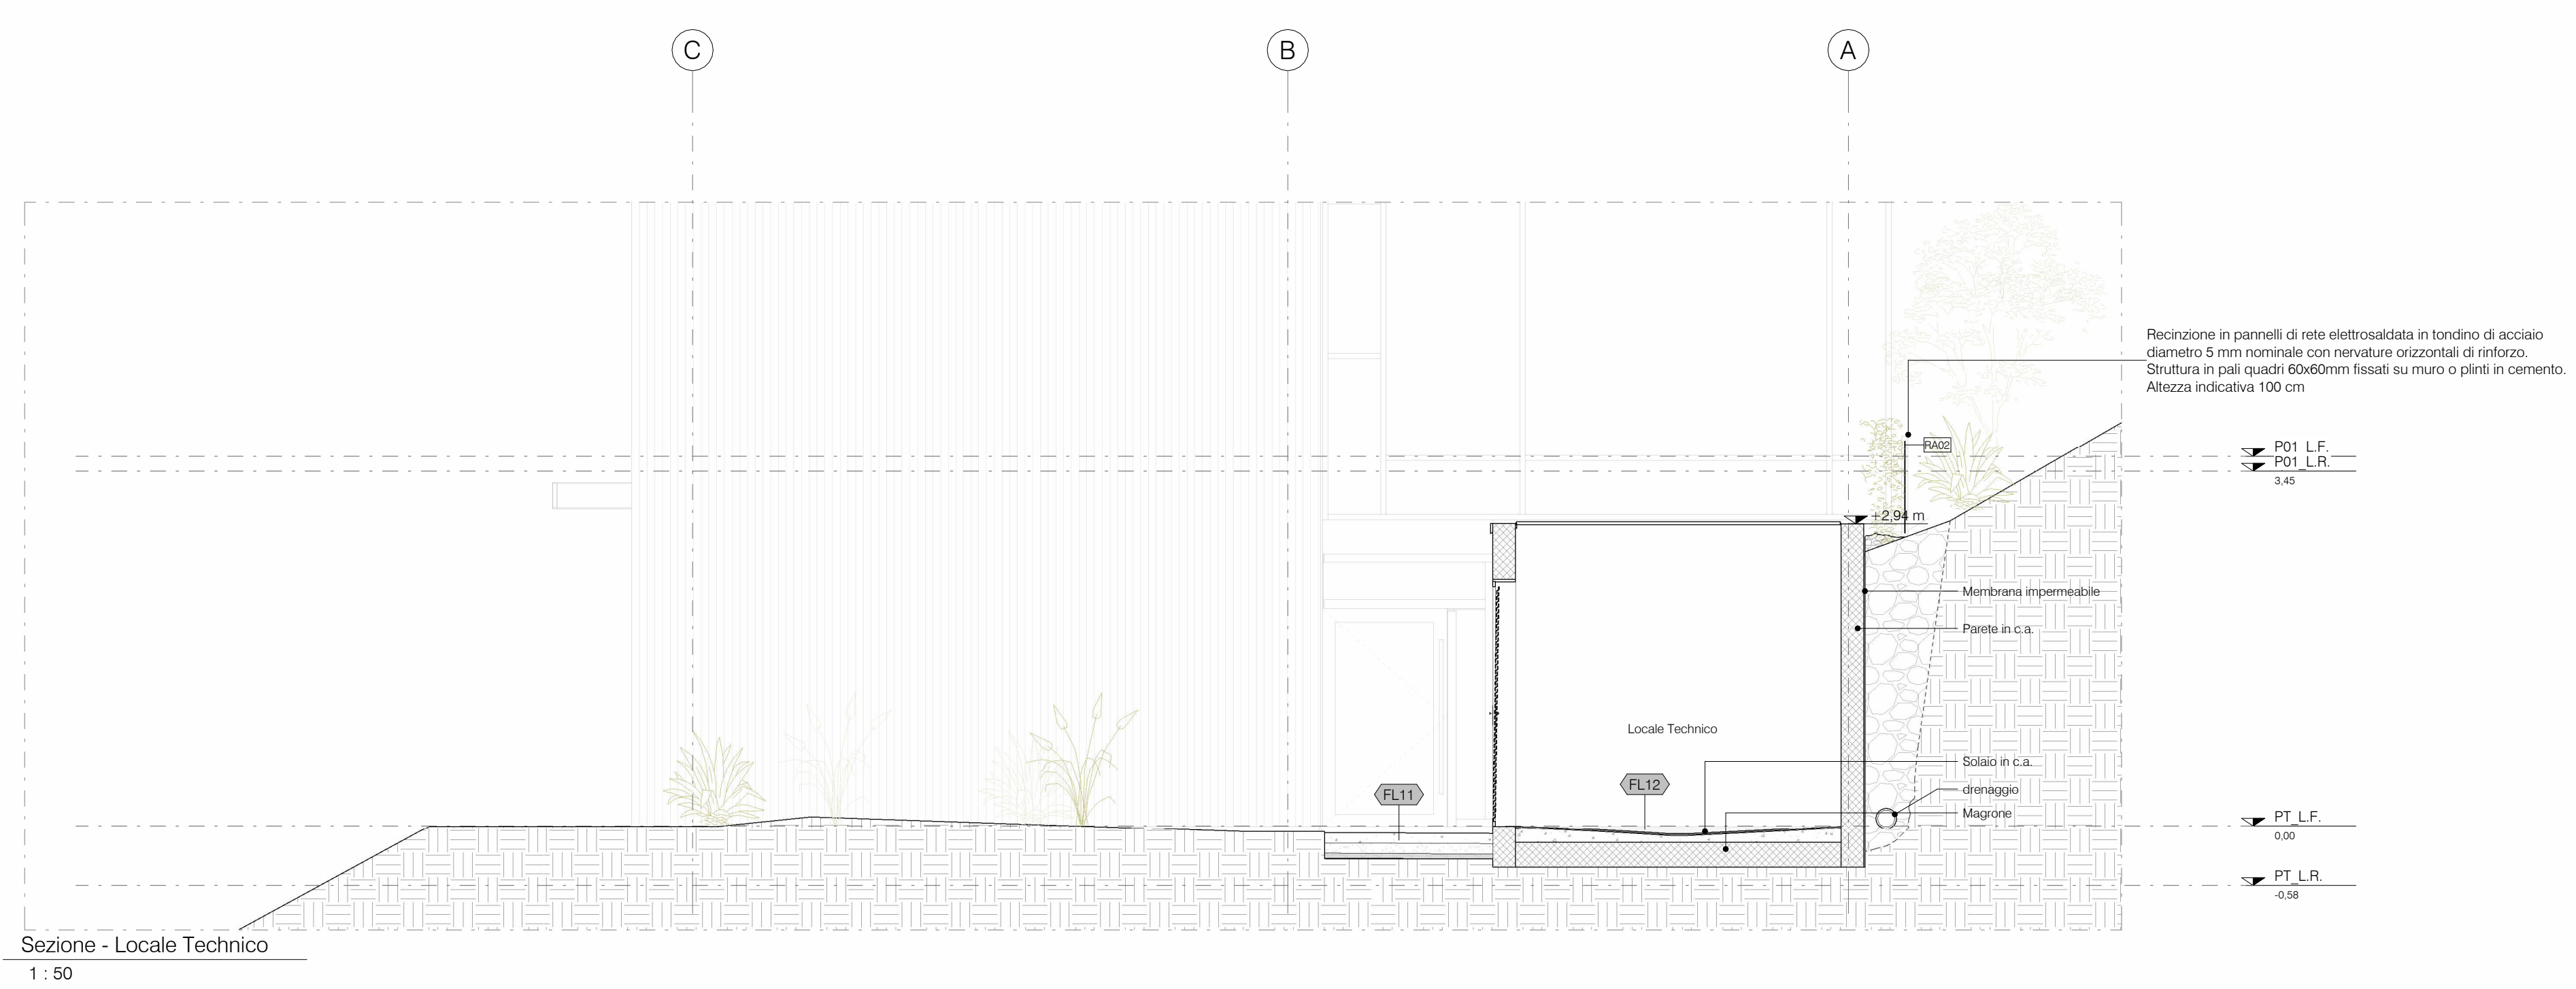 C
B
A
Recinzione in pannelli di rete elettrosaldata in tondino di acciaio
diametro 5 mm nominale con nervature orizzontali di rinforzo.
Struttura in pali quadri 60x60mm fissati su muro o plinti in cemento.
Altezza indicativa 100 cm
RA02
P01_L.F.
P01_L.R.
3,45
+2,94 m
Membrana impermeabile
Parete in c.a.
Locale Technico
Solaio in c.a.
FL12
FL11
drenaggio
Magrone
PT_L.F.
0,00
PT_L.R.
-0,58
Sezione - Locale Technico
1 : 50